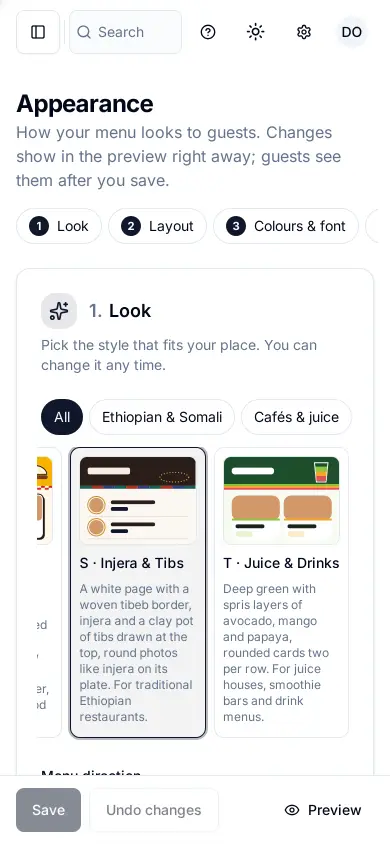 Search
DO
Appearance
How your menu looks to guests. Changes
show in the preview right away; guests see
them after you save.
1 Look
2 Layout
3 Colours & font
1. Look
Pick the style that fits your place. You can
change it any time.
All
Ethiopian & Somali
Cafés & juice
S · Injera & Tibs
A white page with a
woven tibeb border,
injera and a clay pot
of tibs drawn at the
top, round photos
like injera on its
plate. For traditional
Ethiopian
restaurants.
T · Juice & Drinks
Deep green with
spris layers of
avocado, mango
and papaya,
rounded cards two
per row. For juice
houses, smoothie
bars and drink
menus.
Menu direction
Save
Undo changes
Preview